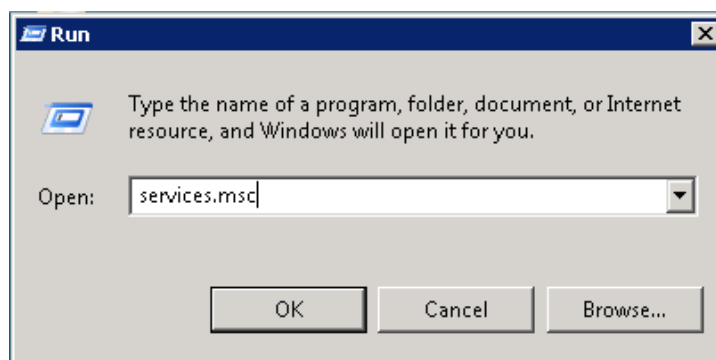 Run
Type the name of a program, folder, document, or Internet
resource, and Windows will open it for you.
Open: services.msc
OK Cancel Browse...